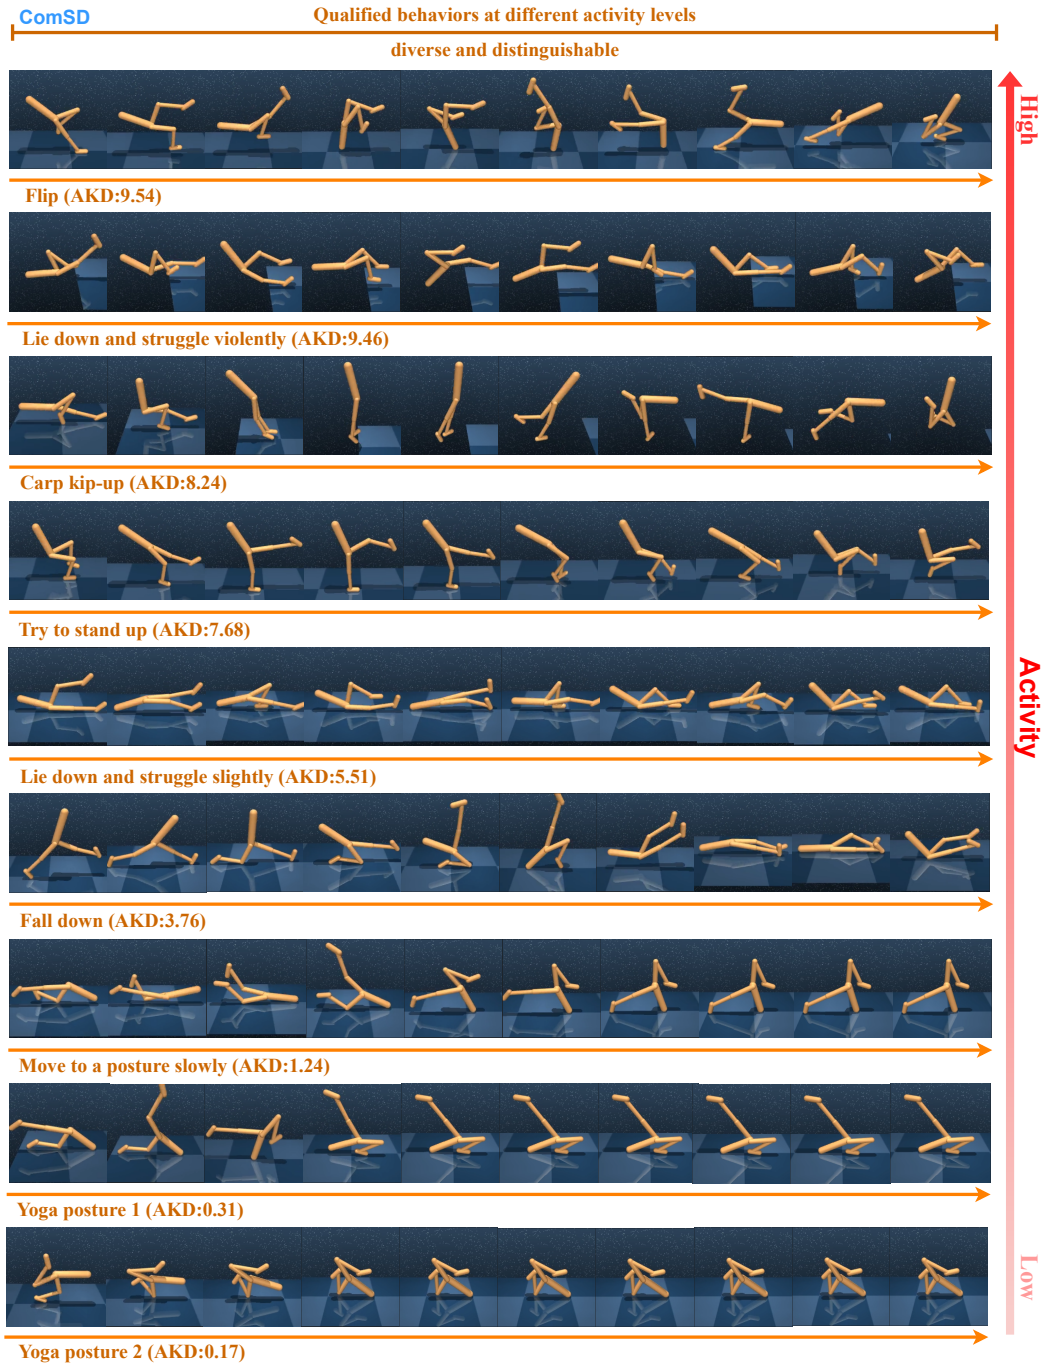 ComSD
Qualified behaviors at different activity levels
diverse and distinguishable
High
Flip (AKD:9.54)
Lie down and struggle violently (AKD:9.46)
Carp kip-up (AKD:8.24)
Try to stand up (AKD:7.68)
Activity
Lie down and struggle slightly (AKD:5.51)
Fall down (AKD:3.76)
Move to a posture slowly (AKD:1.24)
Yoga posture 1 (AKD:0.31)
Low
Yoga posture 2 (AKD:0.17)